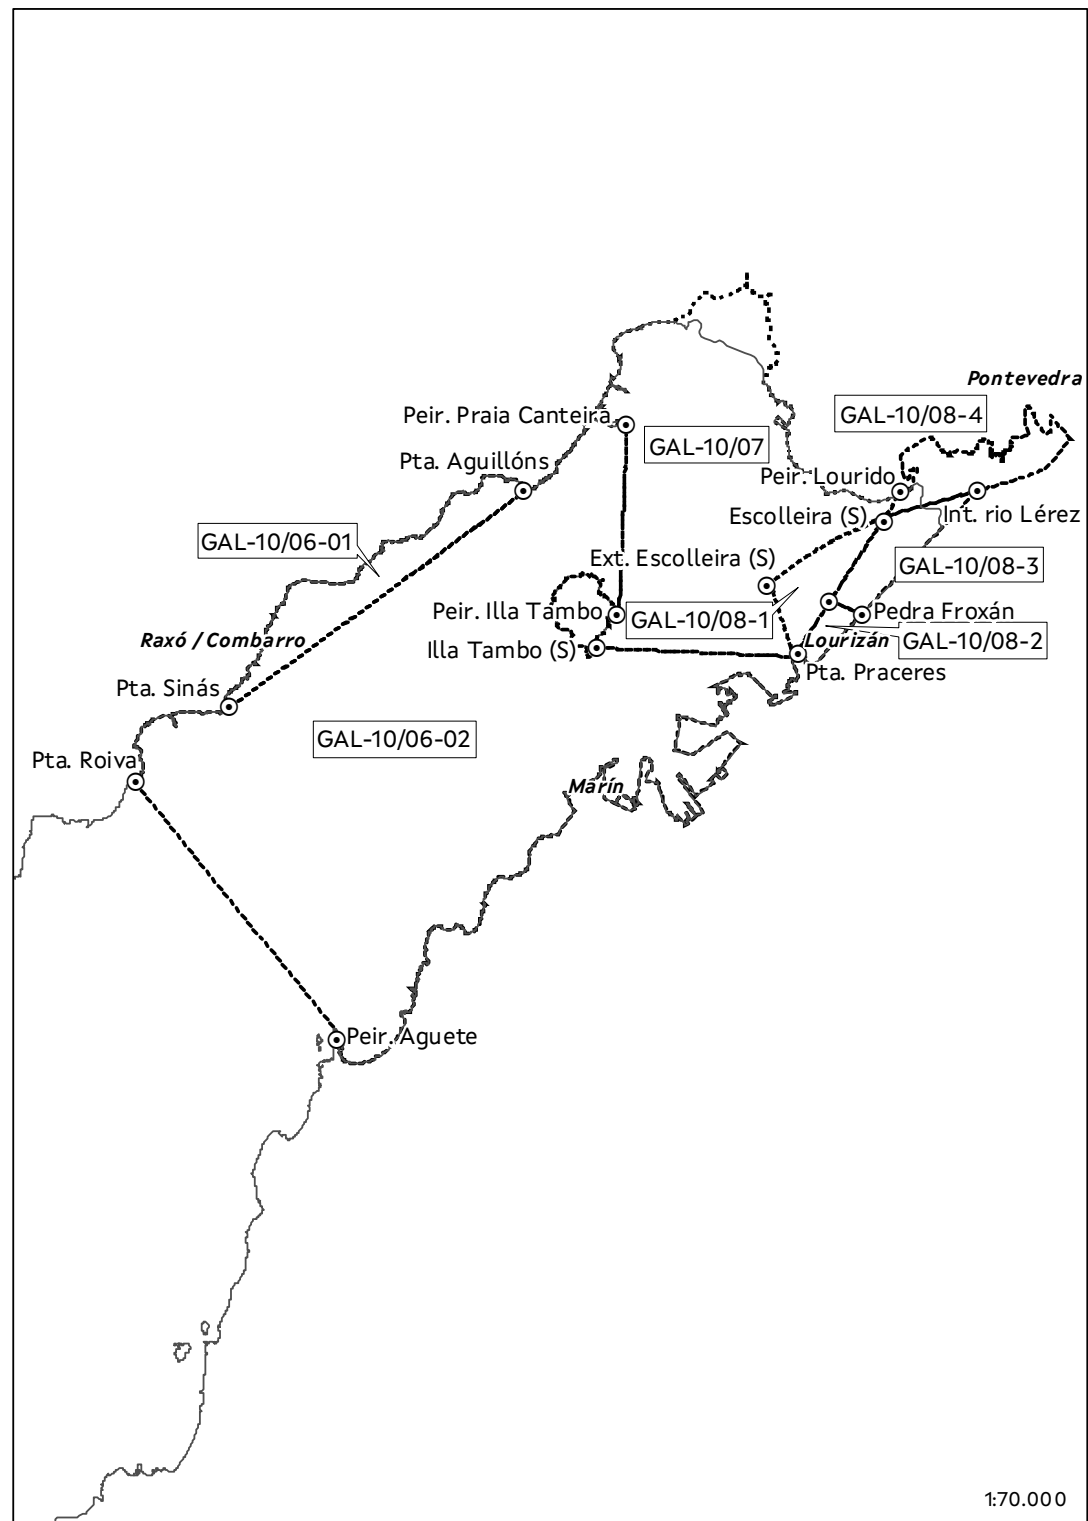 Pontevedra
Peir. Praia Canteira
GAL-10/08-4
GAL-10/07
Pta. Aguillóns
Peir. Lourido
Escolleira (S)
Int. rio Lérez
GAL-10/06-01
Ext. Escolleira (S)
GAL-10/08-3
Peir. Illa Tambo
GAL-10/08-1
Pedra Froxán
Raxó / Combarro
Illa Tambo (S)
Lourizán
GAL-10/08-2
Pta. Praceres
Pta. Sinás
GAL-10/06-02
Pta. Roiva
Marín
Peir. Aguete
1:70.000